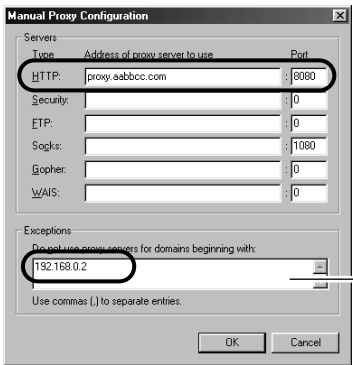 Manual Proxy Configuration
Servers
Type Address of proxy server to use Port
HTTP: proxy.aabbcc.com : 8080
Security: : 0
FTP: : 0
Socks: : 1080
Gopher: : 0
WAIS: : 0
Exceptions
Do not use proxy servers for domains beginning with:
192.168.0.2
Use commas (,) to separate entries.
OK Cancel